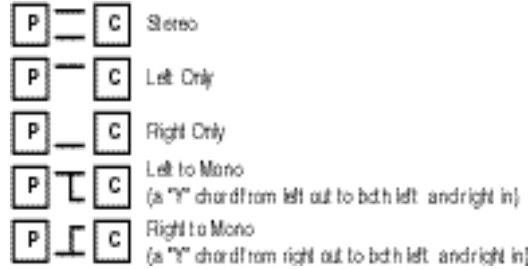 P C Stereo
P C Left Only
P C Right Only
P C Left to Mono
(a "Y" chord from left out to both left and right in)
P C Right to Mono
(a "Y" chord from right out to both left and right in)